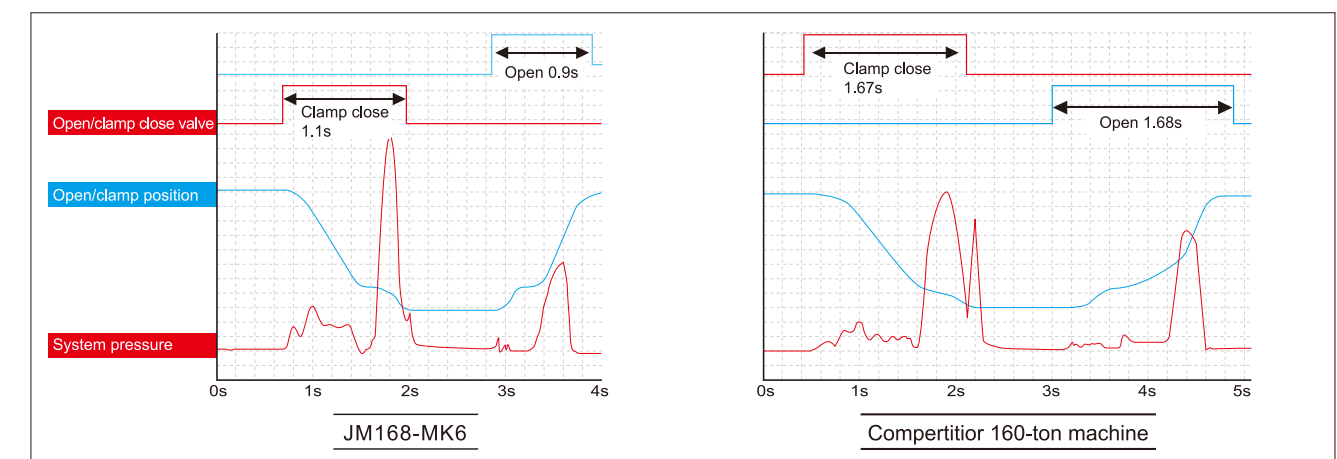 Open 0.9s
Clamp close
1.1s
Open/clamp close valve
Open/clamp position
System pressure
0s 1s 2s 3s 4s
JM168-MK6
Clamp close
1.67s
Open 1.68s
0s 1s 2s 3s 4s 5s
Compertitior 160-ton machine